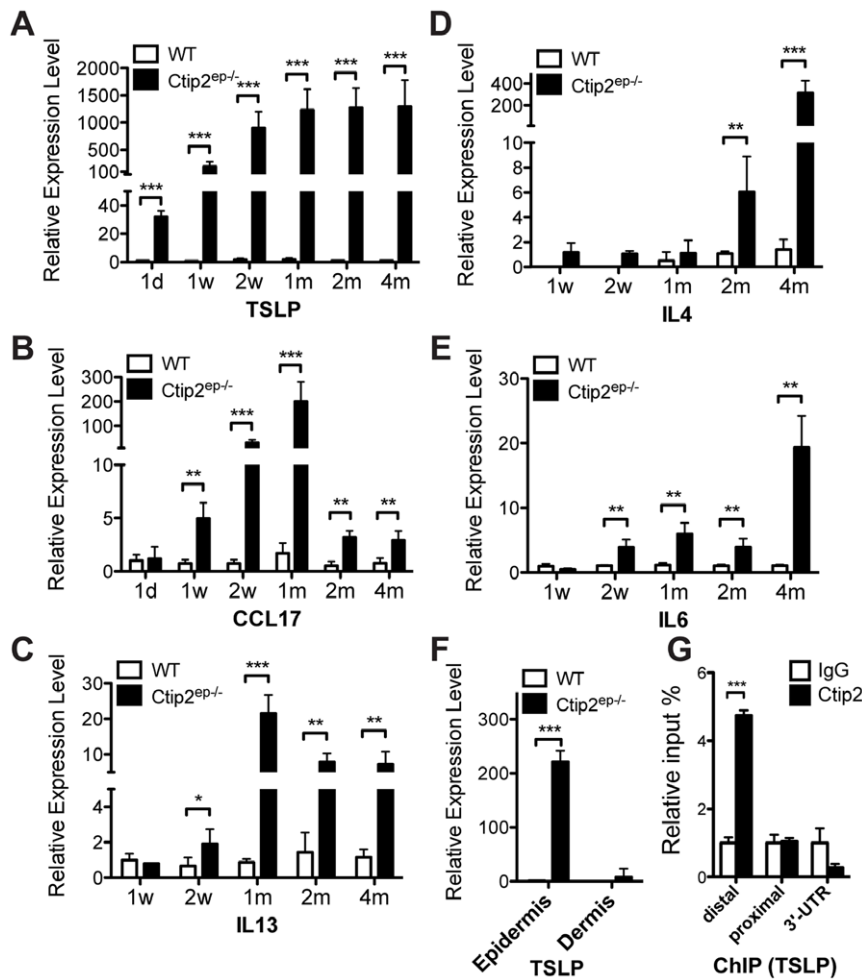 A
WT
Ctip2ep-/-
Relative Expression Level
2000
1500
1000
500
100
40
20
0
***
***
***
***
***
***
1d 1w 2w 1m 2m 4m
TSLP
B
WT
Ctip2ep-/-
Relative Expression Level
300
200
100
10
5
0
**
***
***
**
**
1d 1w 2w 1m 2m 4m
CCL17
C
WT
Ctip2ep-/-
Relative Expression Level
30
20
10
4
2
0
*
***
**
**
1w 2w 1m 2m 4m
IL13
D
WT
Ctip2ep-/-
Relative Expression Level
400
200
10
8
6
4
2
0
**
***
1w 2w 1m 2m 4m
IL4
E
WT
Ctip2ep-/-
Relative Expression Level
30
20
10
0
**
**
**
**
1w 2w 1m 2m 4m
IL6
F
WT
Ctip2ep-/-
Relative Expression Level
300
200
100
0
***
Epidermis Dermis
TSLP
G
IgG
Ctip2
Relative input %
6
4
2
0
***
distal proximal 3'-UTR
ChIP (TSLP)